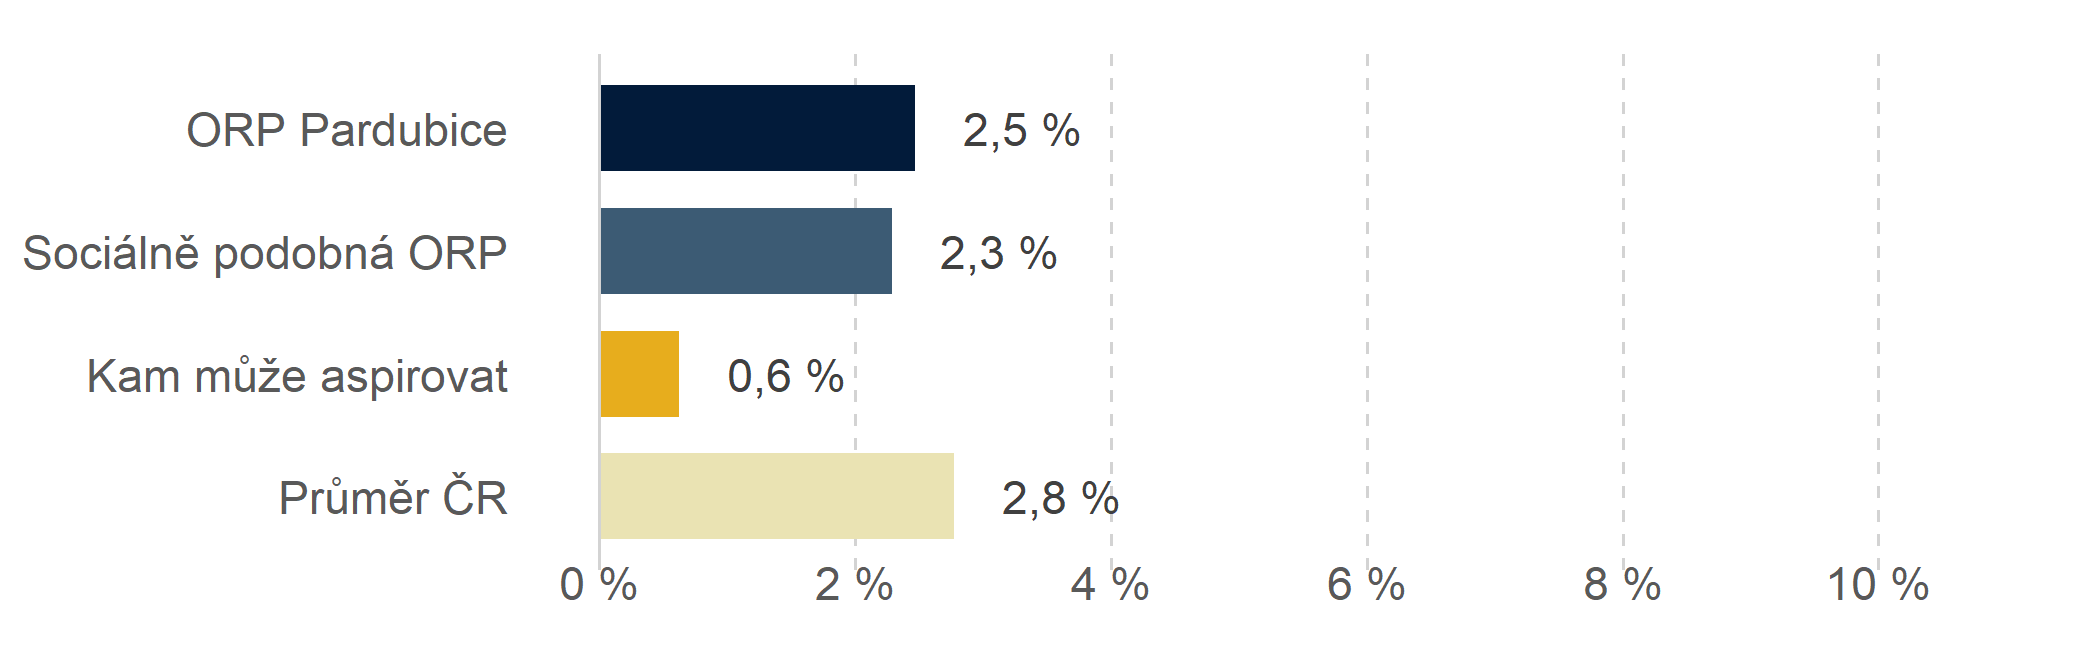 ORP Pardubice 2,5 %
Sociálně podobná ORP 2,3 %
Kam může aspirovat 0,6 %
Průměr ČR 2,8 %
0 % 2 % 4 % 6 % 8 % 10 %